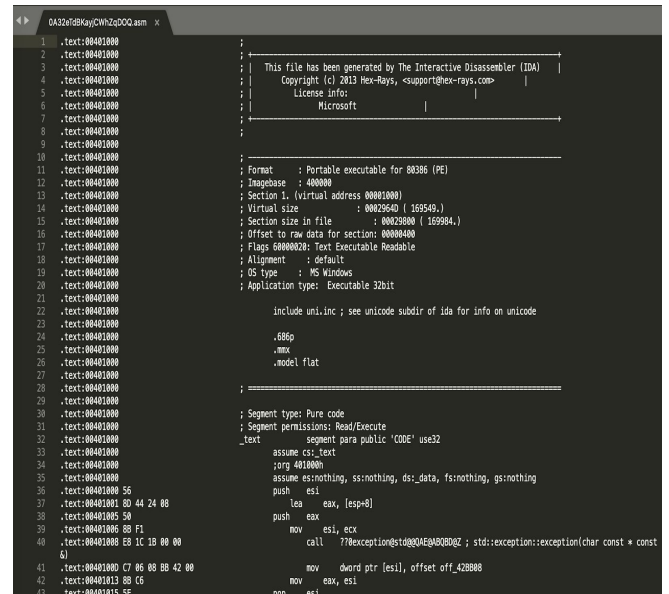 0A32eTdBKayjCWhZqDOQ.asm ×
1 .text:00401000 ;
2 .text:00401000 ; +-------------------------------------------------------------------------+
3 .text:00401000 ; | This file has been generated by The Interactive Disassembler (IDA) |
4 .text:00401000 ; | Copyright (c) 2013 Hex-Rays, <support@hex-rays.com> |
5 .text:00401000 ; | License info: |
6 .text:00401000 ; | Microsoft |
7 .text:00401000 ; +-------------------------------------------------------------------------+
8 .text:00401000 ;
9 .text:00401000
10 .text:00401000 ; ---------------------------------------------------------------------------
11 .text:00401000 ; Format : Portable executable for 80386 (PE)
12 .text:00401000 ; Imagebase : 400000
13 .text:00401000 ; Section 1. (virtual address 00001000)
14 .text:00401000 ; Virtual size : 0002964D ( 169549.)
15 .text:00401000 ; Section size in file : 00029800 ( 169984.)
16 .text:00401000 ; Offset to raw data for section: 00000400
17 .text:00401000 ; Flags 60000020: Text Executable Readable
18 .text:00401000 ; Alignment : default
19 .text:00401000 ; OS type : MS Windows
20 .text:00401000 ; Application type: Executable 32bit
21 .text:00401000
22 .text:00401000 include uni.inc ; see unicode subdir of ida for info on unicode
23 .text:00401000
24 .text:00401000 .686p
25 .text:00401000 .mmx
26 .text:00401000 .model flat
27 .text:00401000
28 .text:00401000 ; ===========================================================================
29 .text:00401000
30 .text:00401000 ; Segment type: Pure code
31 .text:00401000 ; Segment permissions: Read/Execute
32 .text:00401000 _text segment para public 'CODE' use32
33 .text:00401000 assume cs:_text
34 .text:00401000 ;org 401000h
35 .text:00401000 assume es:nothing, ss:nothing, ds:_data, fs:nothing, gs:nothing
36 .text:00401000 56 push esi
37 .text:00401001 8D 44 24 08 lea eax, [esp+8]
38 .text:00401005 50 push eax
39 .text:00401006 8B F1 mov esi, ecx
40 .text:00401008 E8 1C 1B 00 00 call ??0exception@std@@QAE@ABQBD@Z ; std::exception::exception(char const * const
&)
41 .text:0040100D C7 06 08 BB 42 00 mov dword ptr [esi], offset off_42BB08
42 .text:00401013 8B C6 mov eax, esi
43 .text:00401015 5E pop esi